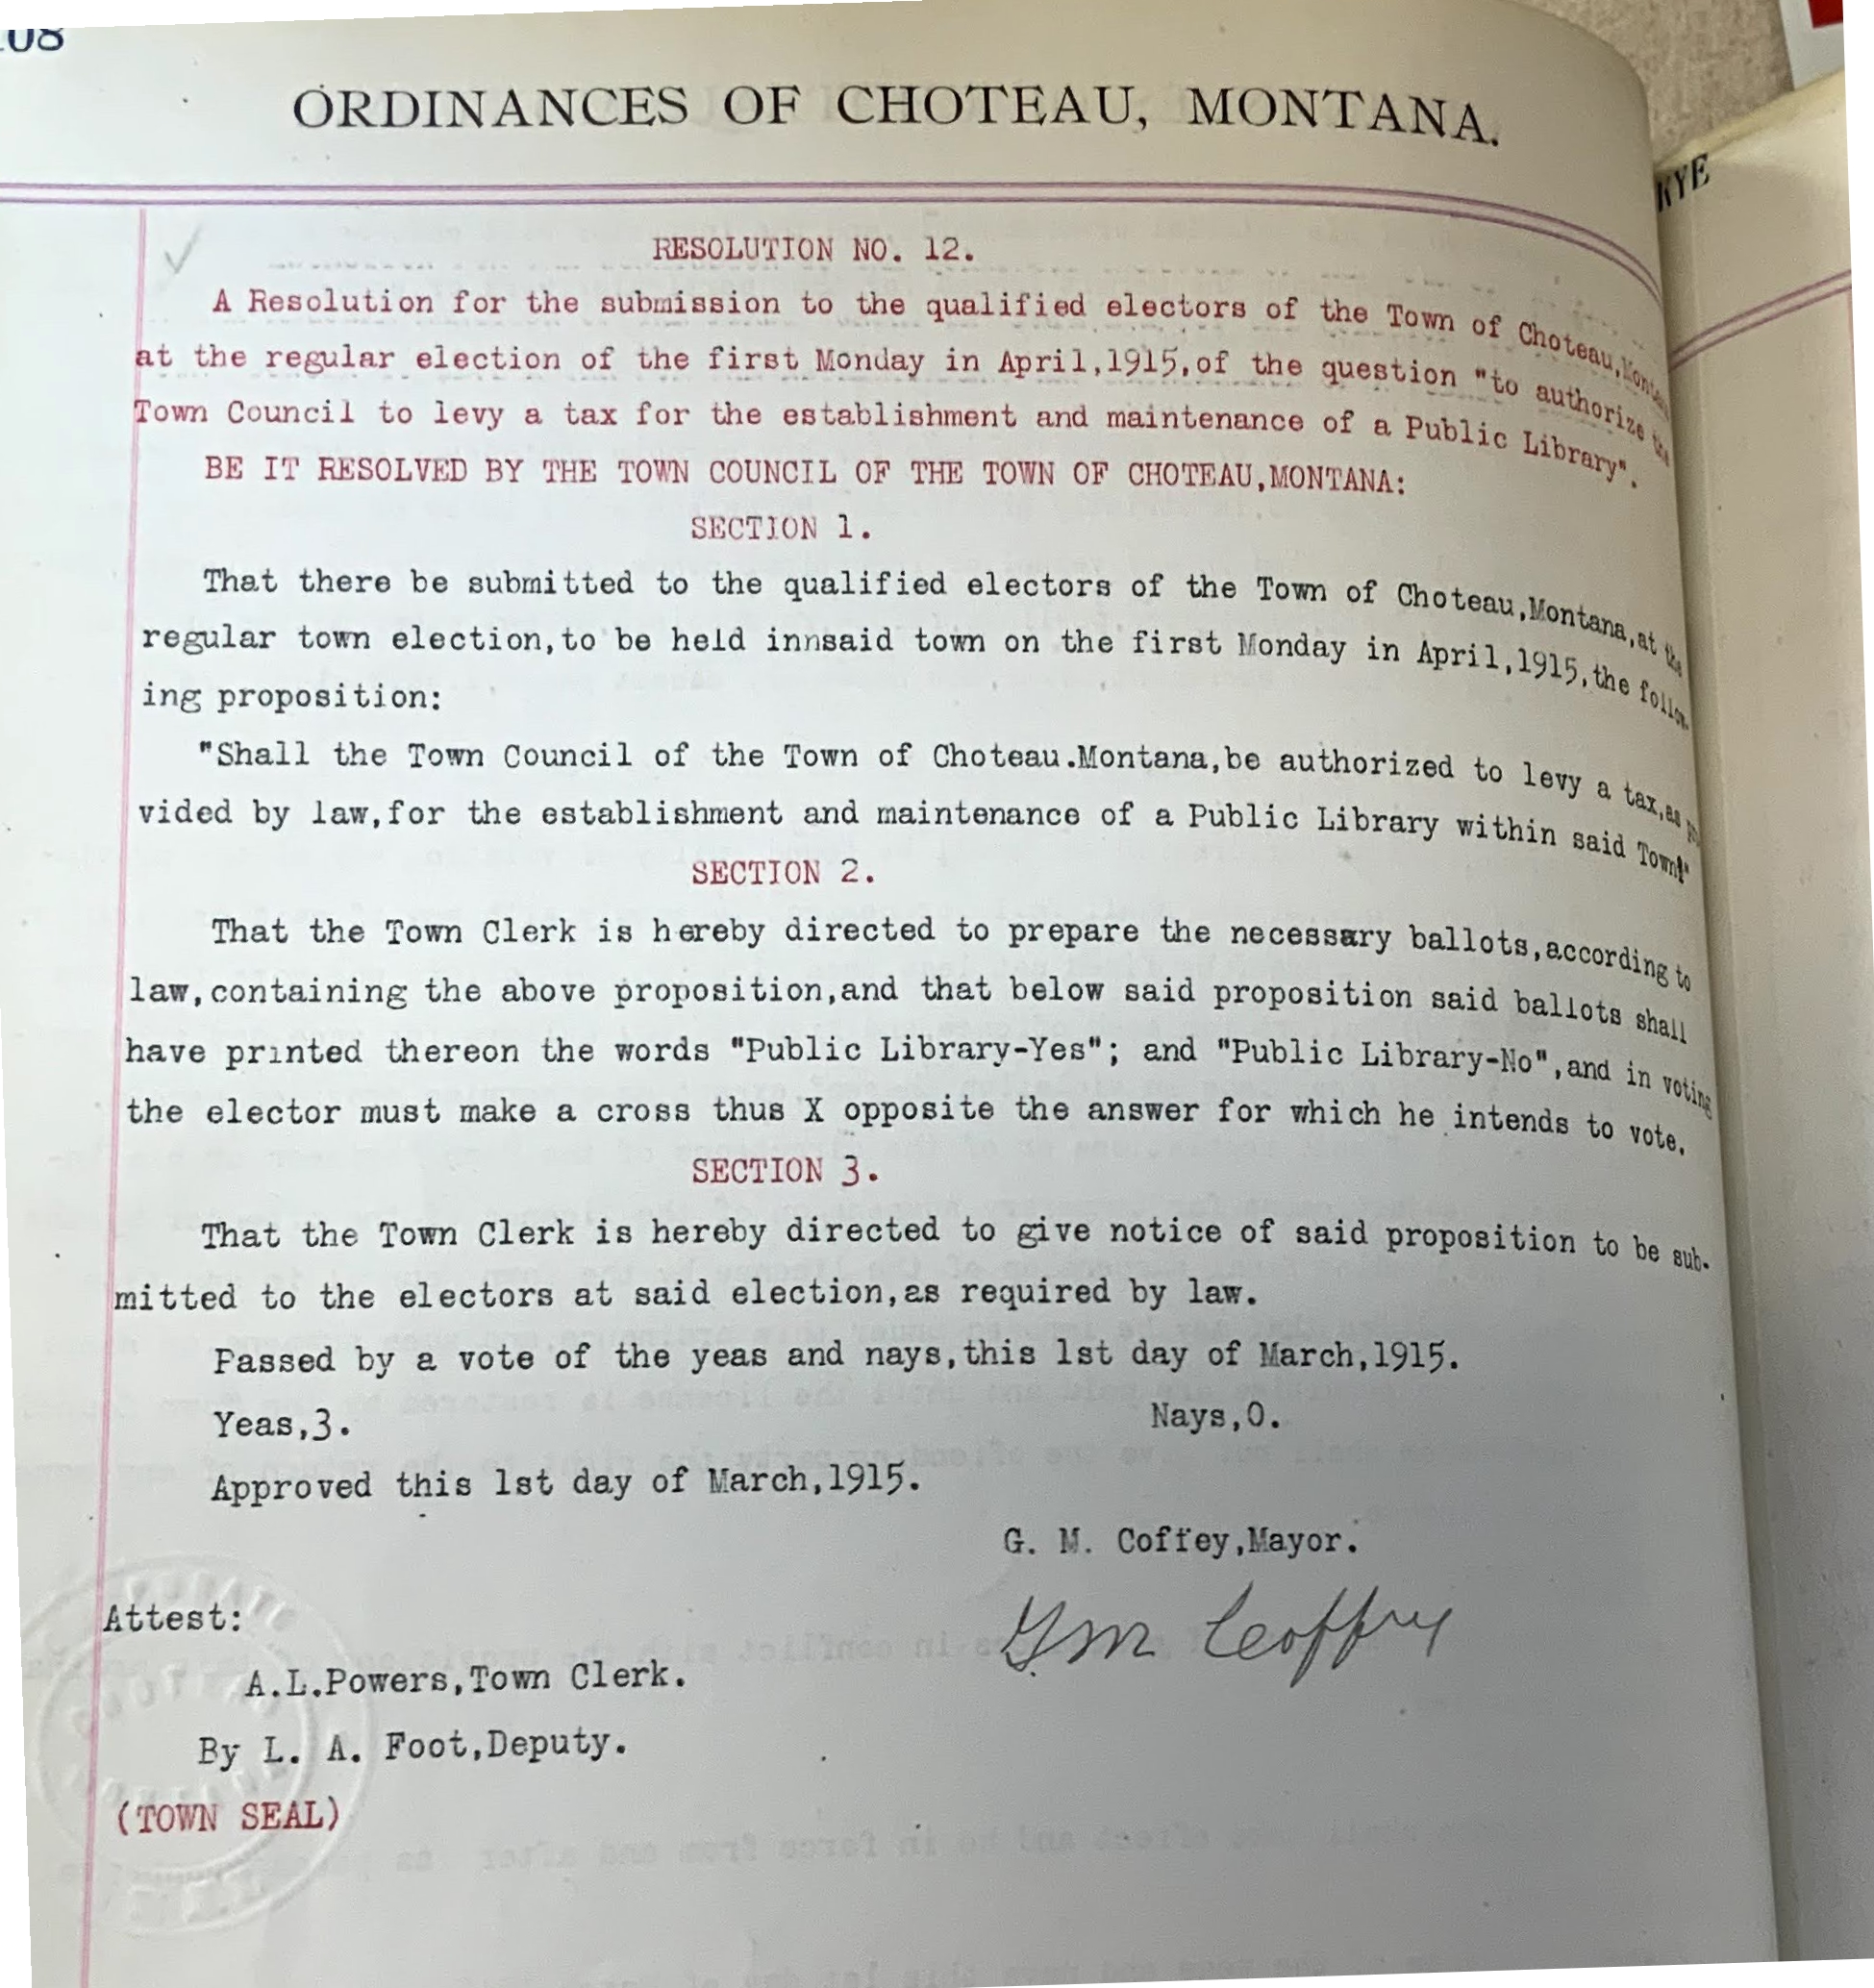 108
ORDINANCES OF CHOTEAU, MONTANA.
KYE
RESOLUTION NO. 12.
A Resolution for the submission to the qualified electors of the Town of Choteau,Montana
at the regular election of the first Monday in April,1915,of the question "to authorize the
Town Council to levy a tax for the establishment and maintenance of a Public Library".
BE IT RESOLVED BY THE TOWN COUNCIL OF THE TOWN OF CHOTEAU,MONTANA:
SECTION 1.
That there be submitted to the qualified electors of the Town of Choteau,Montana,at the
regular town election,to be held innsaid town on the first Monday in April,1915,the follow-
ing proposition:
"Shall the Town Council of the Town of Choteau.Montana,be authorized to levy a tax,as pro
vided by law,for the establishment and maintenance of a Public Library within said Town?"
SECTION 2.
That the Town Clerk is hereby directed to prepare the necessary ballots,according to
law,containing the above proposition,and that below said proposition said ballots shall
have printed thereon the words "Public Library-Yes"; and "Public Library-No",and in voting
the elector must make a cross thus X opposite the answer for which he intends to vote.
SECTION 3.
That the Town Clerk is hereby directed to give notice of said proposition to be sub-
mitted to the electors at said election,as required by law.
Passed by a vote of the yeas and nays,this 1st day of March,1915.
Yeas,3. Nays,0.
Approved this 1st day of March,1915.
G. M. Coffey,Mayor.
G M Coffey
Attest:
A.L.Powers,Town Clerk.
By L. A. Foot,Deputy.
(TOWN SEAL)